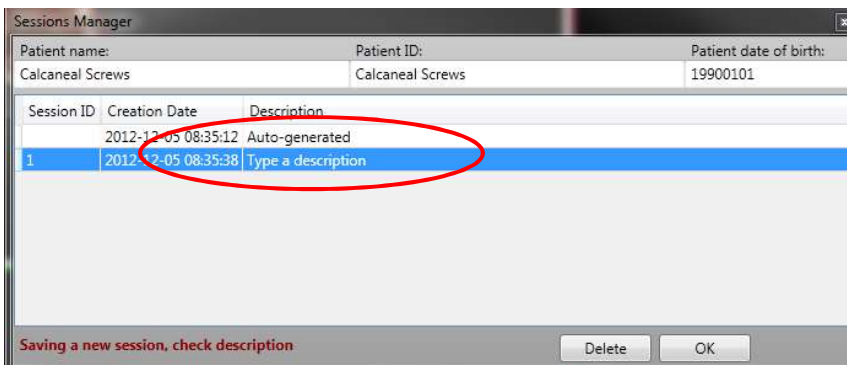 Sessions Manager
Patient name: Patient ID: Patient date of birth:
Calcaneal Screws Calcaneal Screws 19900101
Session ID Creation Date Description
2012-12-05 08:35:12 Auto-generated
1 2012-12-05 08:35:38 Type a description
Saving a new session, check description Delete OK